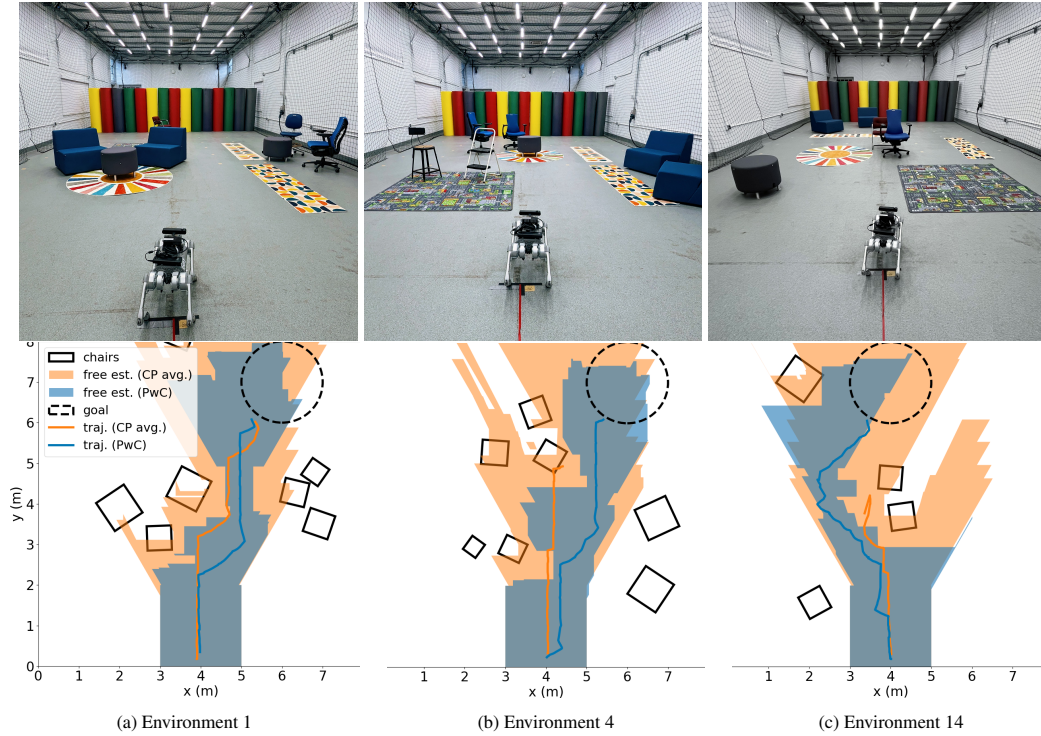 8
7
6
5
4
3
2
1
0
y (m)
chairs
free est. (CP avg.)
free est. (PwC)
goal
traj. (CP avg.)
traj. (PwC)
0 1 2 3 4 5 6 7
x (m)
1 2 3 4 5 6 7
x (m)
1 2 3 4 5 6 7
x (m)
(a) Environment 1
(b) Environment 4
(c) Environment 14